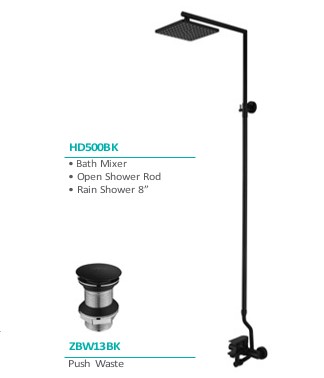 HD500BK
• Bath Mixer
• Open Shower Rod
• Rain Shower 8”
ZBW13BK
Push Waste